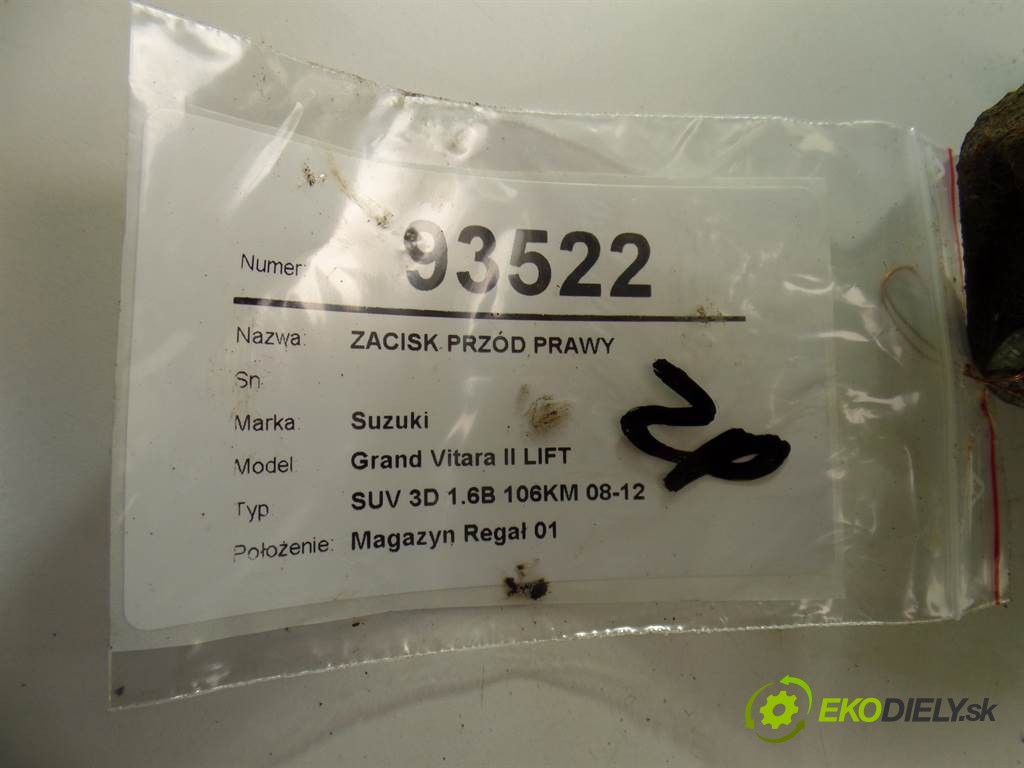 Numer: 93522
Nazwa: ZACISK PRZÓD PRAWY
Sn
Marka: Suzuki
Model: Grand Vitara II LIFT
Typ SUV 3D 1.6B 106KM 08-12
Położenie: Magazyn Regał 01
EKODIELY.sk